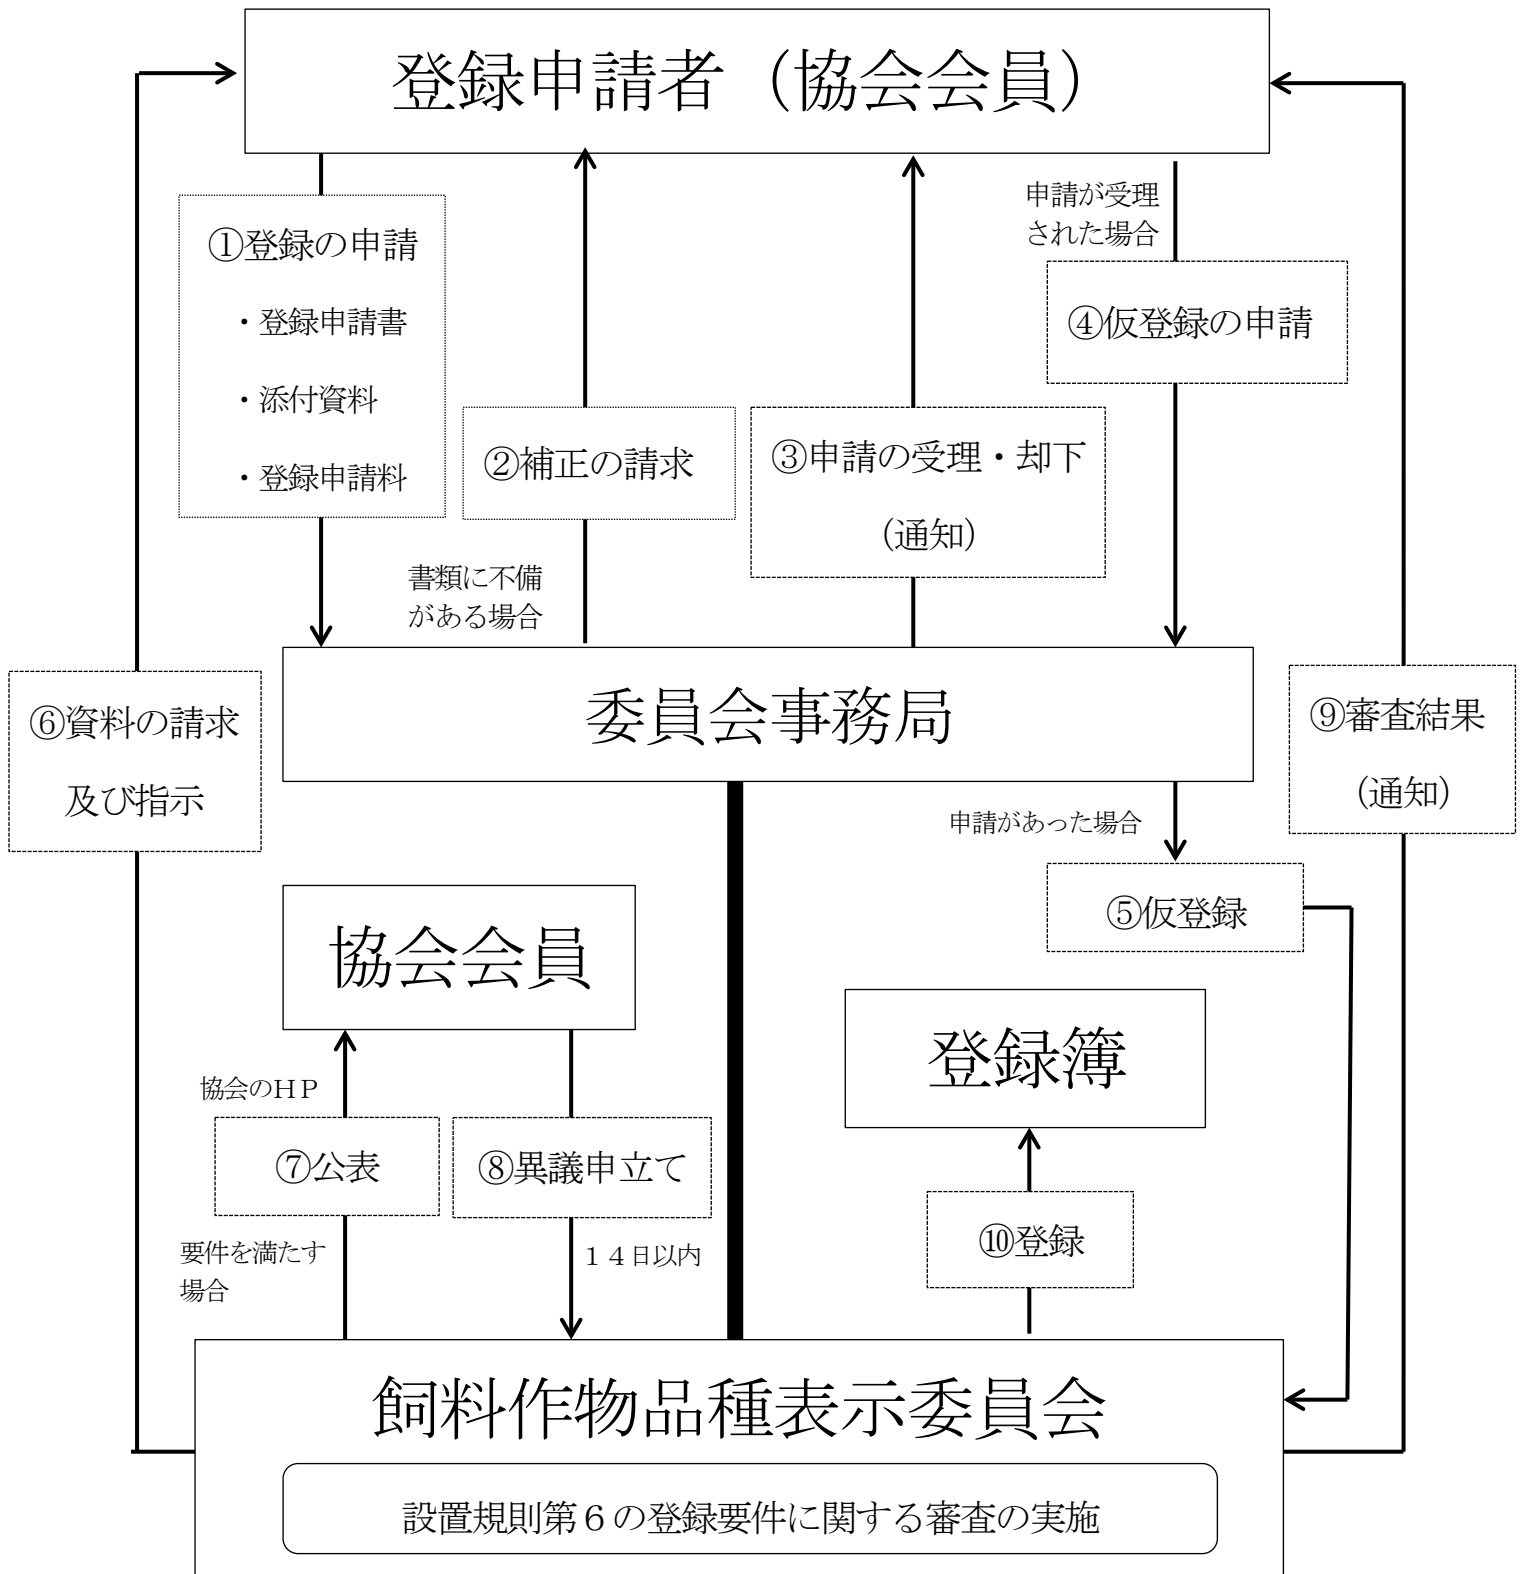 登録申請者（協会会員）
申請が受理
された場合
①登録の申請
・登録申請書
・添付資料
・登録申請料
④仮登録の申請
②補正の請求
③申請の受理・却下
（通知）
書類に不備
がある場合
委員会事務局
⑥資料の請求
及び指示
⑨審査結果
（通知）
申請があった場合
⑤仮登録
協会会員
登録簿
協会のＨＰ
⑦公表
⑧異議申立て
要件を満たす
場合
１４日以内
⑩登録
飼料作物品種表示委員会
設置規則第６の登録要件に関する審査の実施